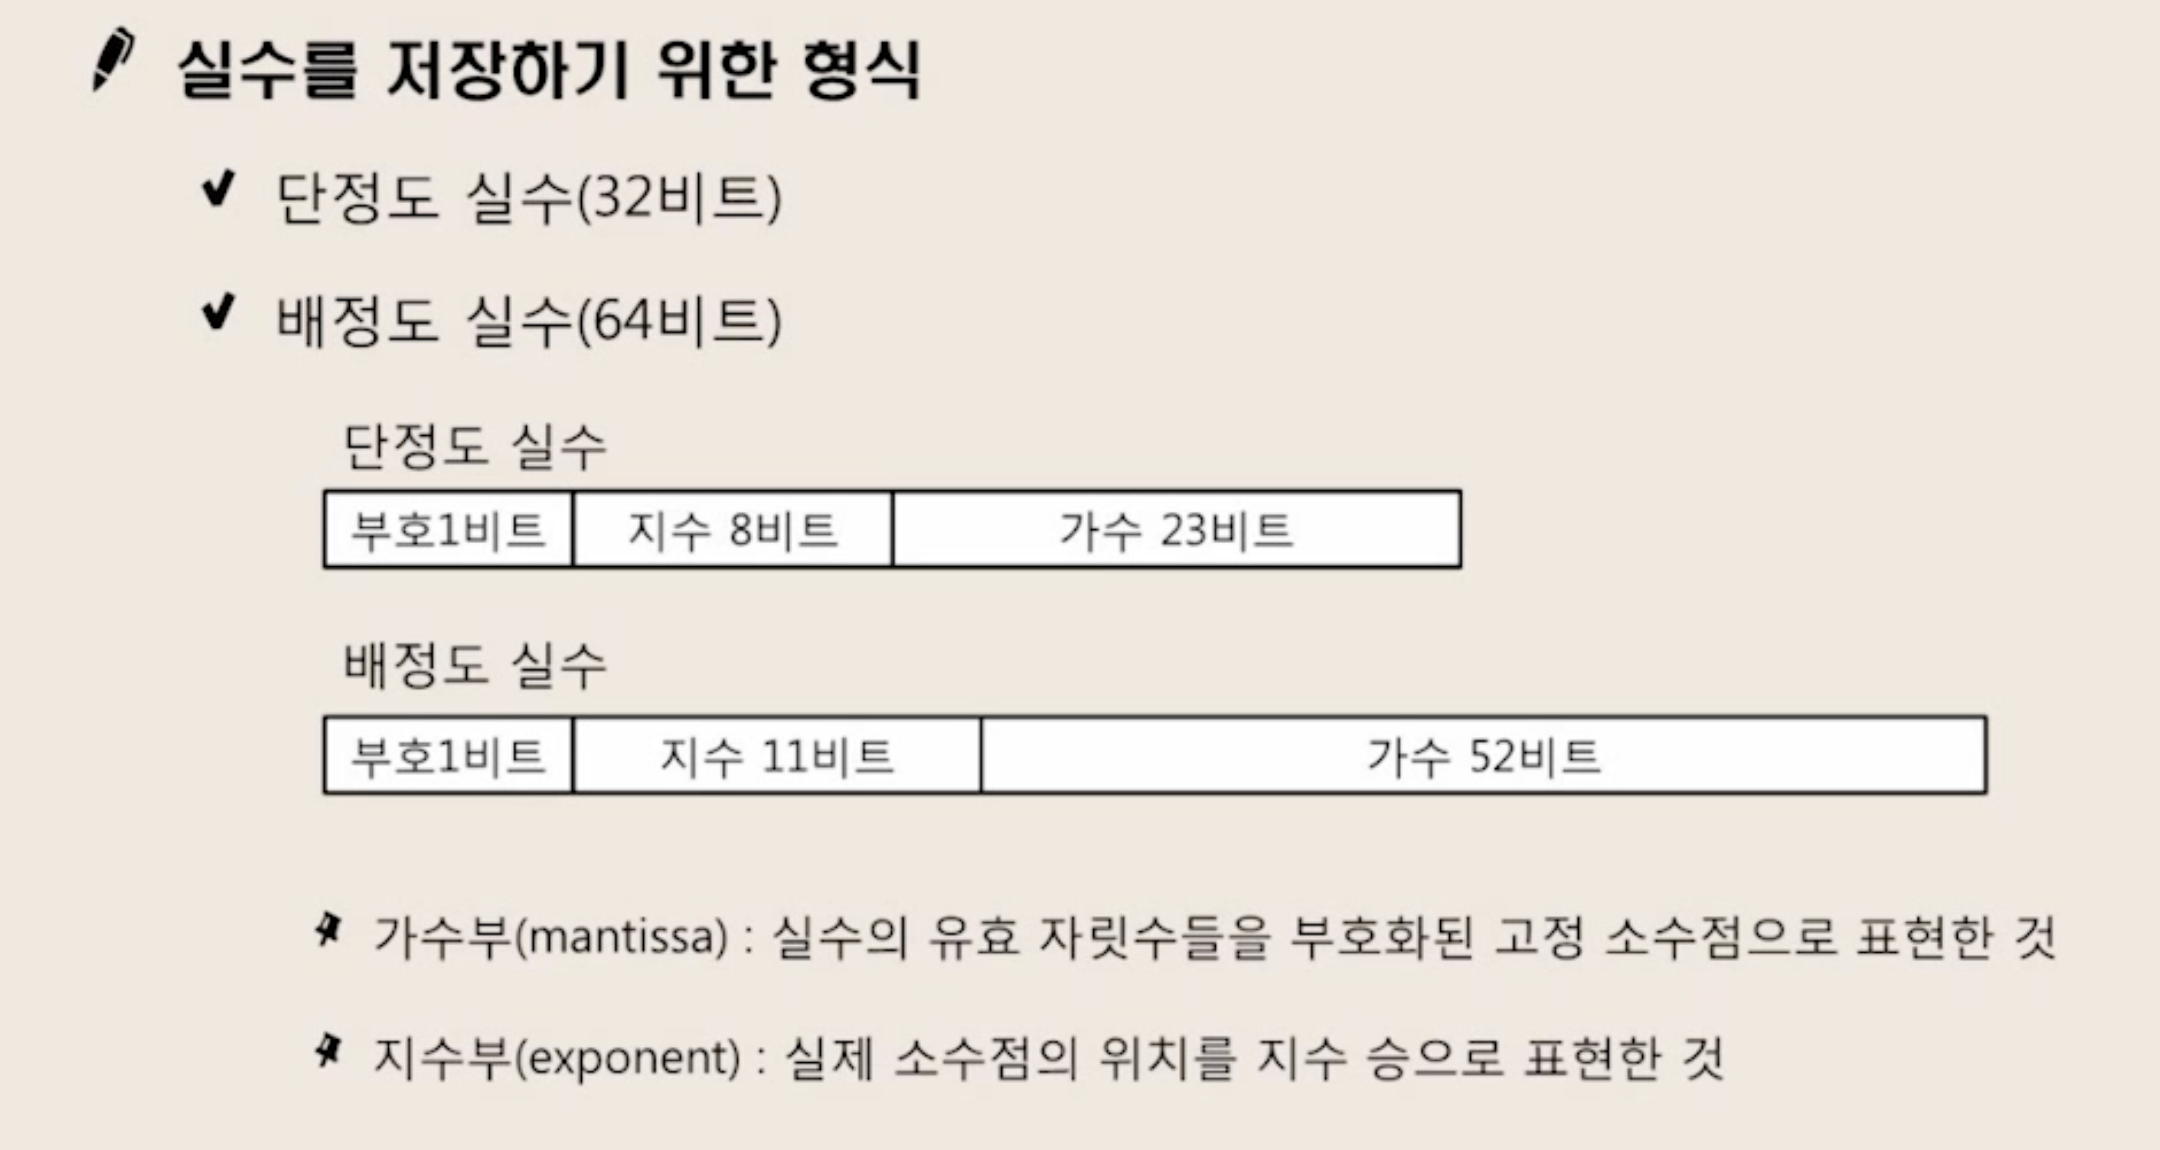 실수를 저장하기 위한 형식
단정도 실수(32비트)
배정도 실수(64비트)
단정도 실수
부호1비트 지수 8비트 가수 23비트
배정도 실수
부호1비트 지수 11비트 가수 52비트
가수부(mantissa) : 실수의 유효 자릿수들을 부호화된 고정 소수점으로 표현한 것
지수부(exponent) : 실제 소수점의 위치를 지수 승으로 표현한 것